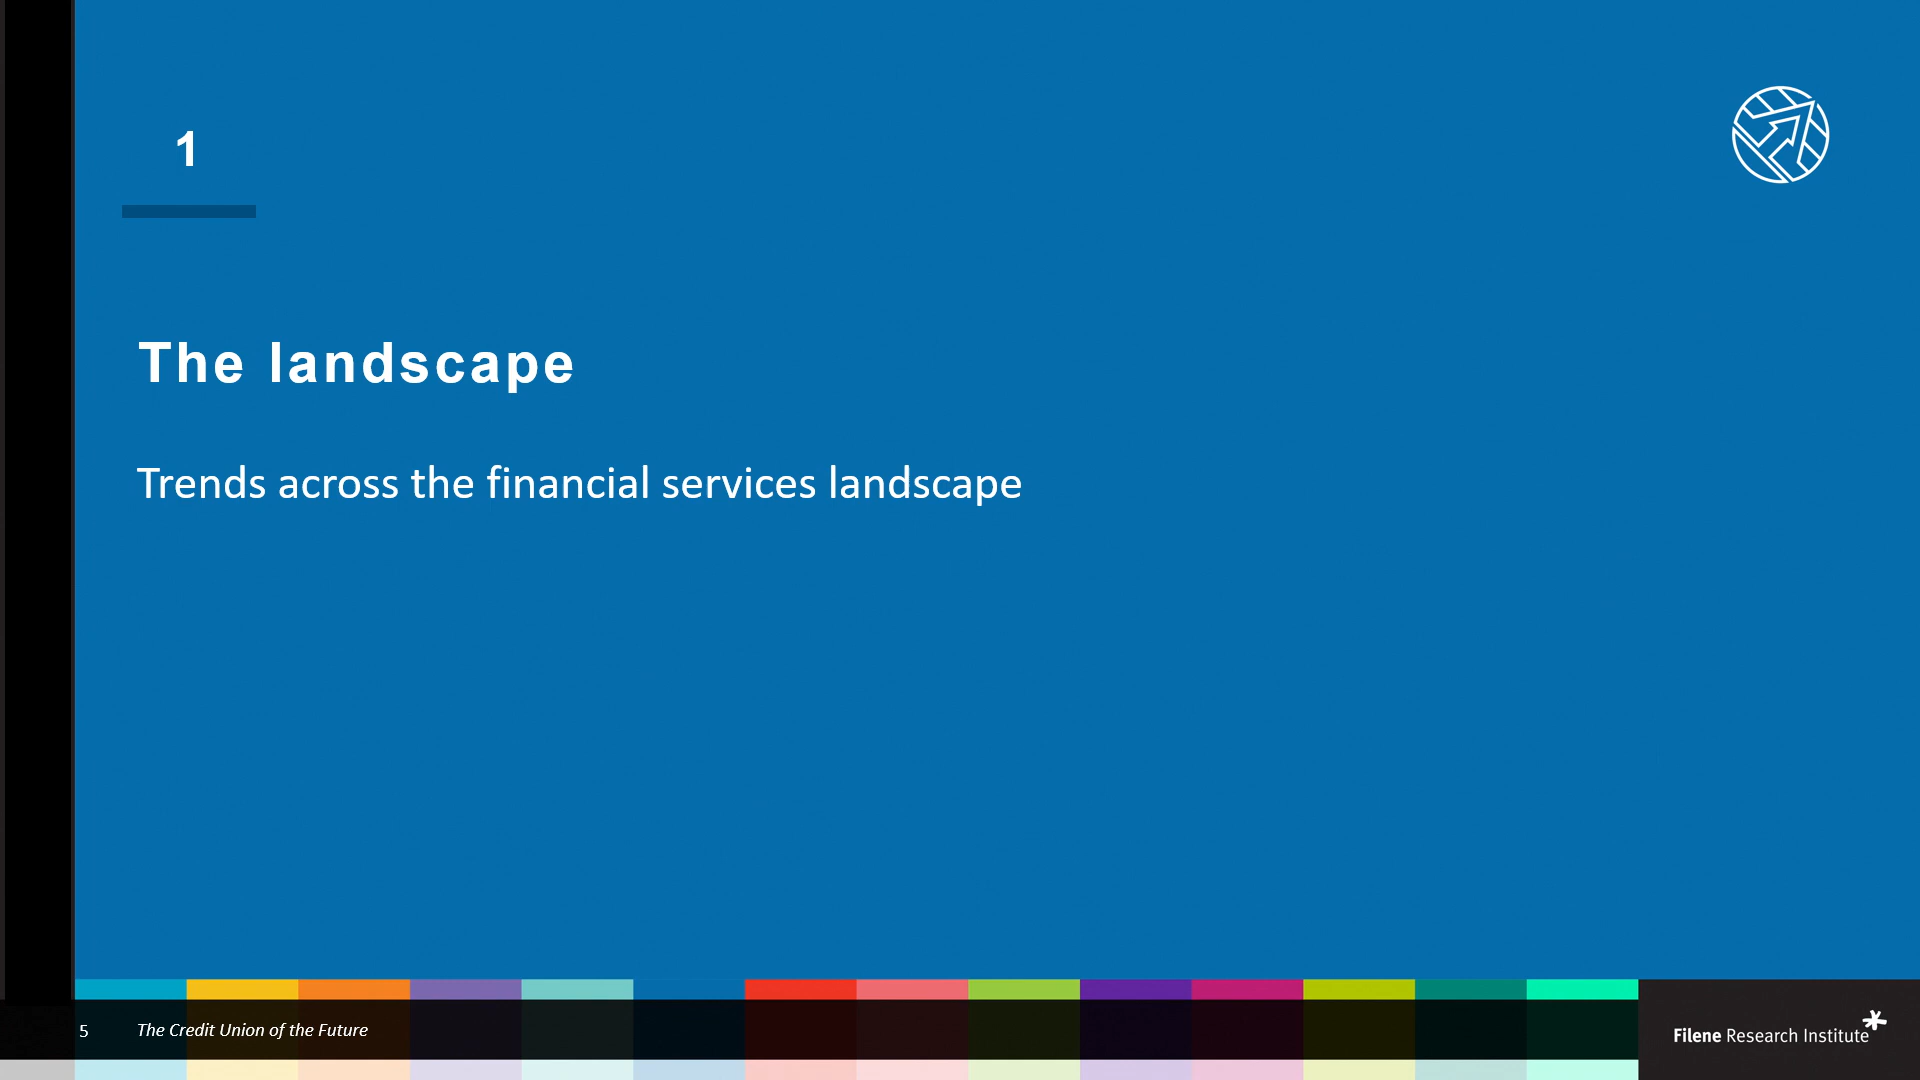 1
The landscape
Trends across the financial services landscape
5
The Credit Union of the Future
Filene Research Institute